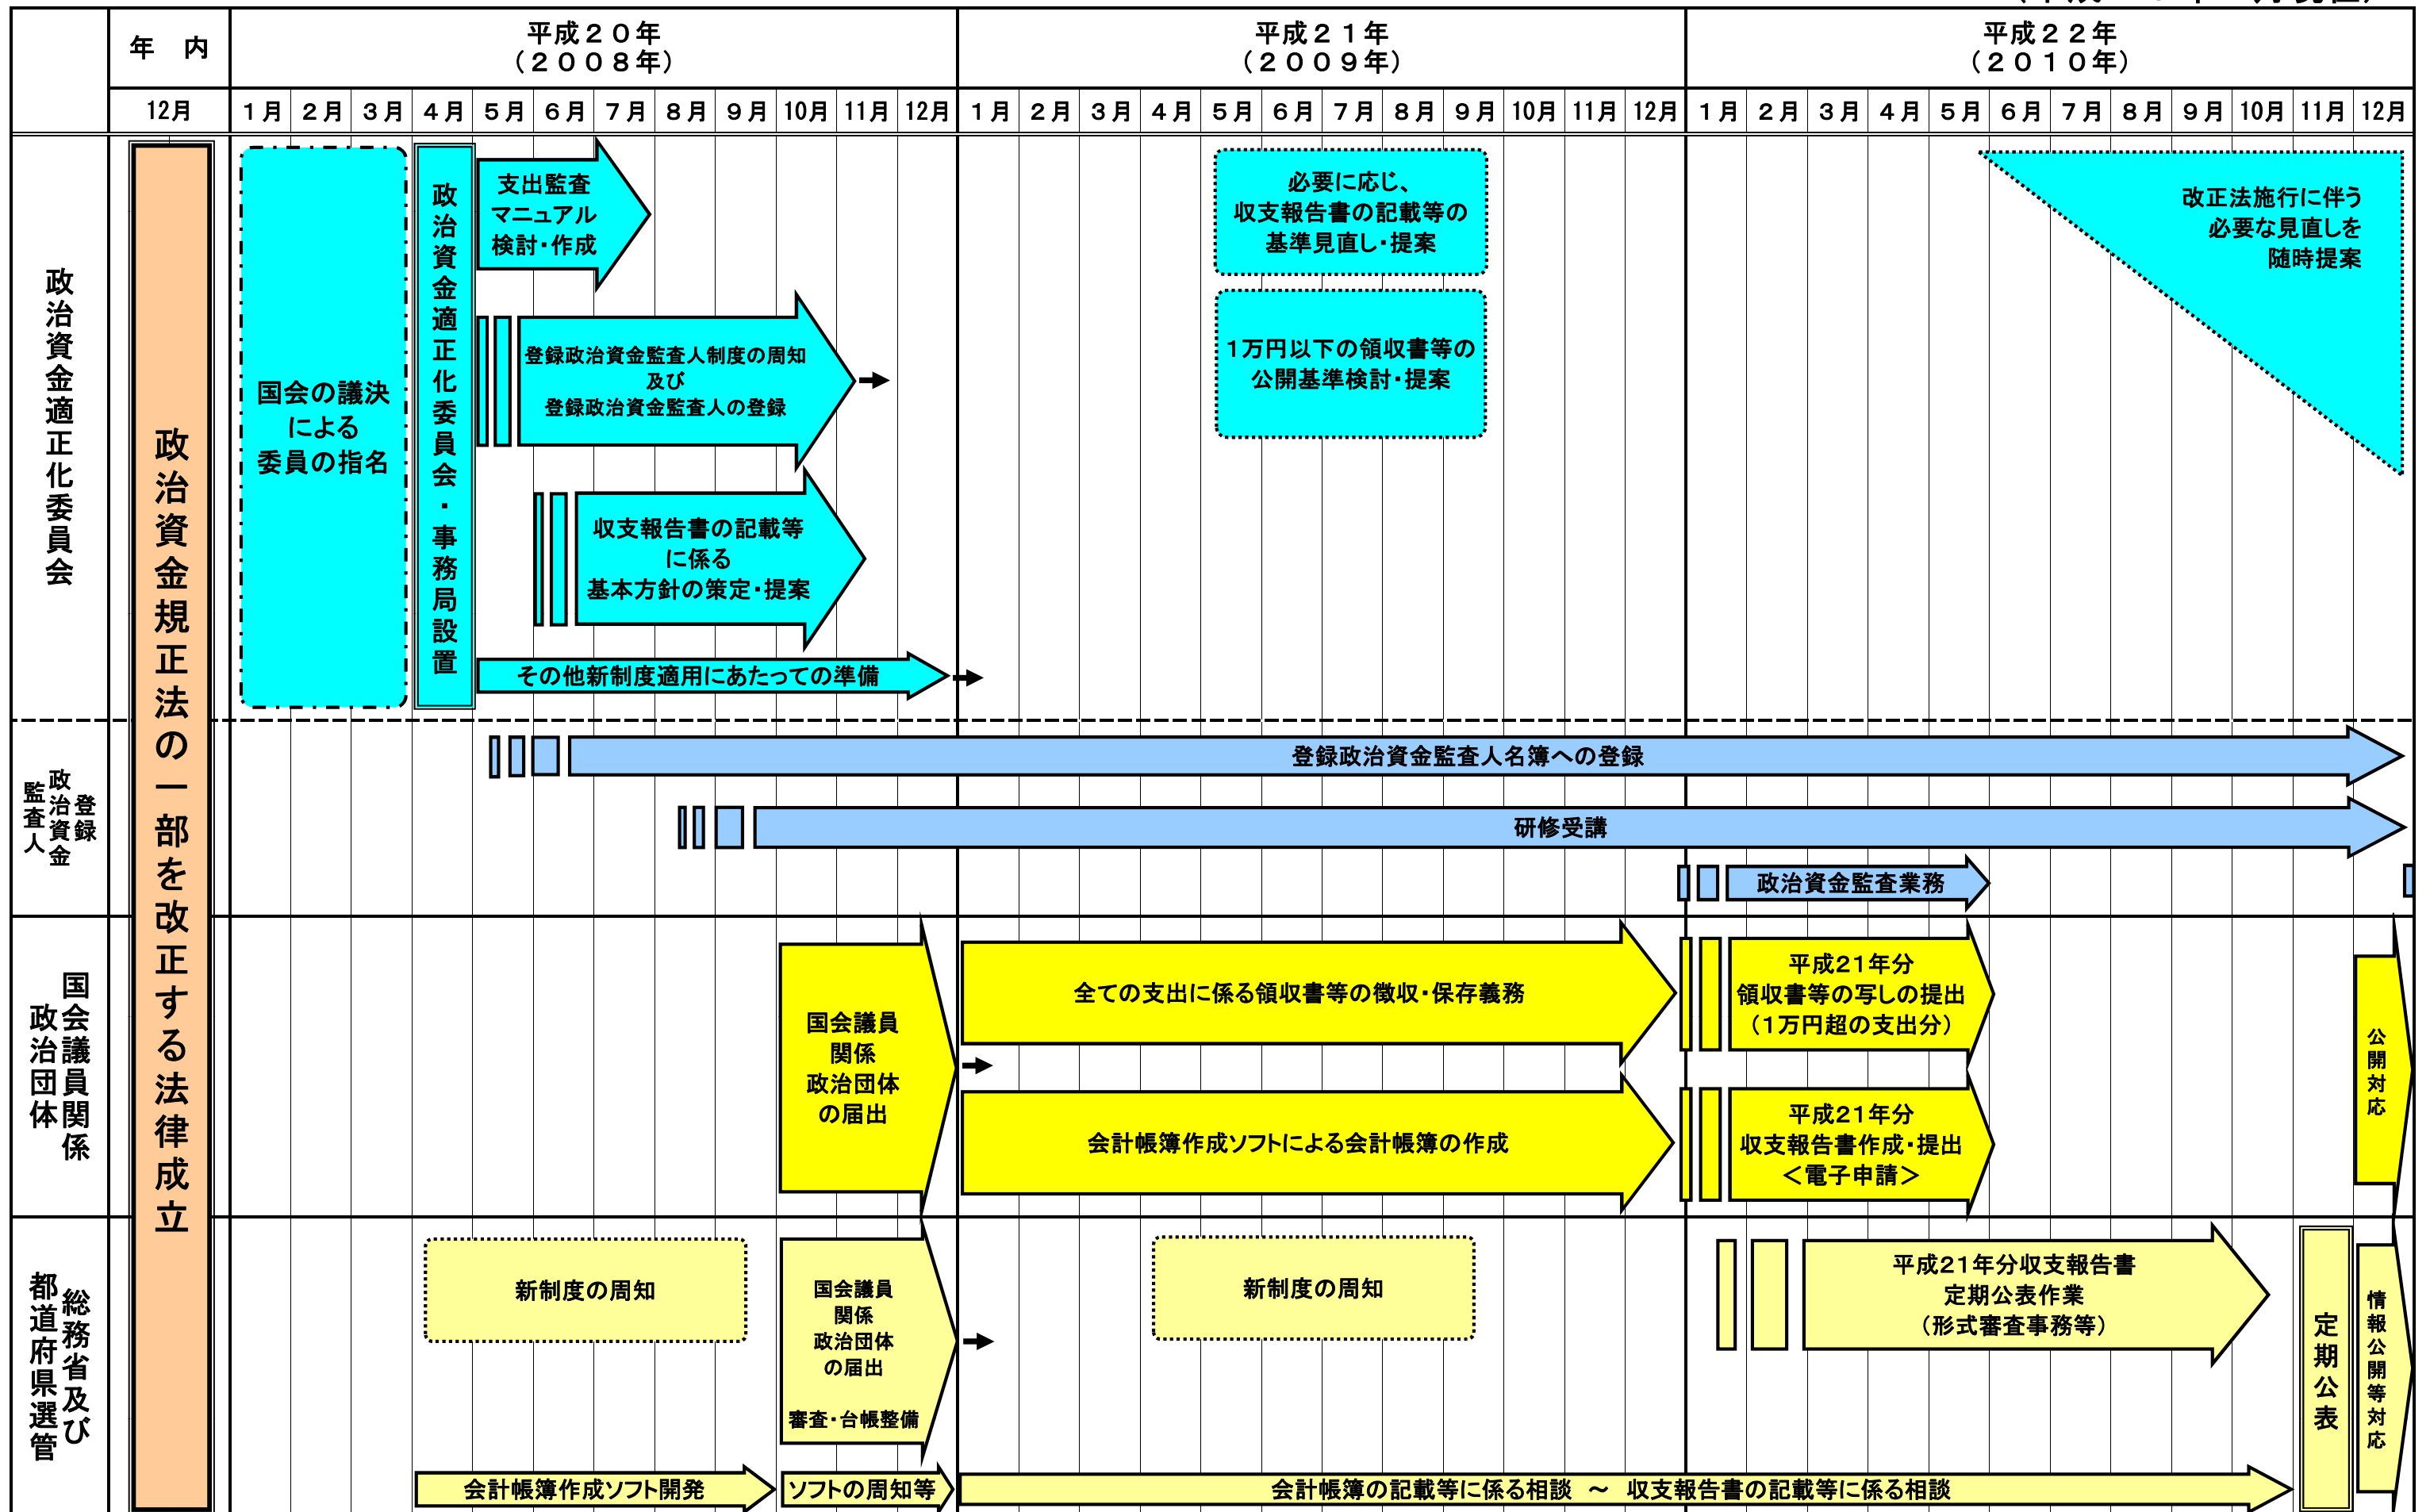 年　内
平成２０年
（２００８年）
平成２１年
（２００９年）
平成２２年
（２０１０年）
12月
１月 ２月 ３月 ４月 ５月 ６月 ７月 ８月 ９月 10月 11月 12月
１月 ２月 ３月 ４月 ５月 ６月 ７月 ８月 ９月 10月 11月 12月
１月 ２月 ３月 ４月 ５月 ６月 ７月 ８月 ９月 10月 11月 12月
政治資金規正法の一部を改正する法律成立
政治資金適正化委員会
国会の議決
による
委員の指名
政治資金適正化委員会・事務局設置
支出監査
マニュアル
検討・作成
登録政治資金監査人制度の周知
及び
登録政治資金監査人の登録
収支報告書の記載等
に係る
基本方針の策定・提案
その他新制度適用にあたっての準備
必要に応じ、
収支報告書の記載等の
基準見直し・提案
１万円以下の領収書等の
公開基準検討・提案
改正法施行に伴う
必要な見直しを
随時提案
登録
政治資金
監査人
登録政治資金監査人名簿への登録
研修受講
政治資金監査業務
国会議員関係
政治団体
国会議員
関係
政治団体
の届出
全ての支出に係る領収書等の徴収・保存義務
会計帳簿作成ソフトによる会計帳簿の作成
平成２１年分
領収書等の写しの提出
（１万円超の支出分）
平成２１年分
収支報告書作成・提出
＜電子申請＞
公開対応
総務省及び
都道府県選管
新制度の周知
国会議員
関係
政治団体
の届出
審査・台帳整備
新制度の周知
平成２１年分収支報告書
定期公表作業
（形式審査事務等）
定期公表
情報公開等対応
会計帳簿作成ソフト開発
ソフトの周知等
会計帳簿の記載等に係る相談 ～ 収支報告書の記載等に係る相談